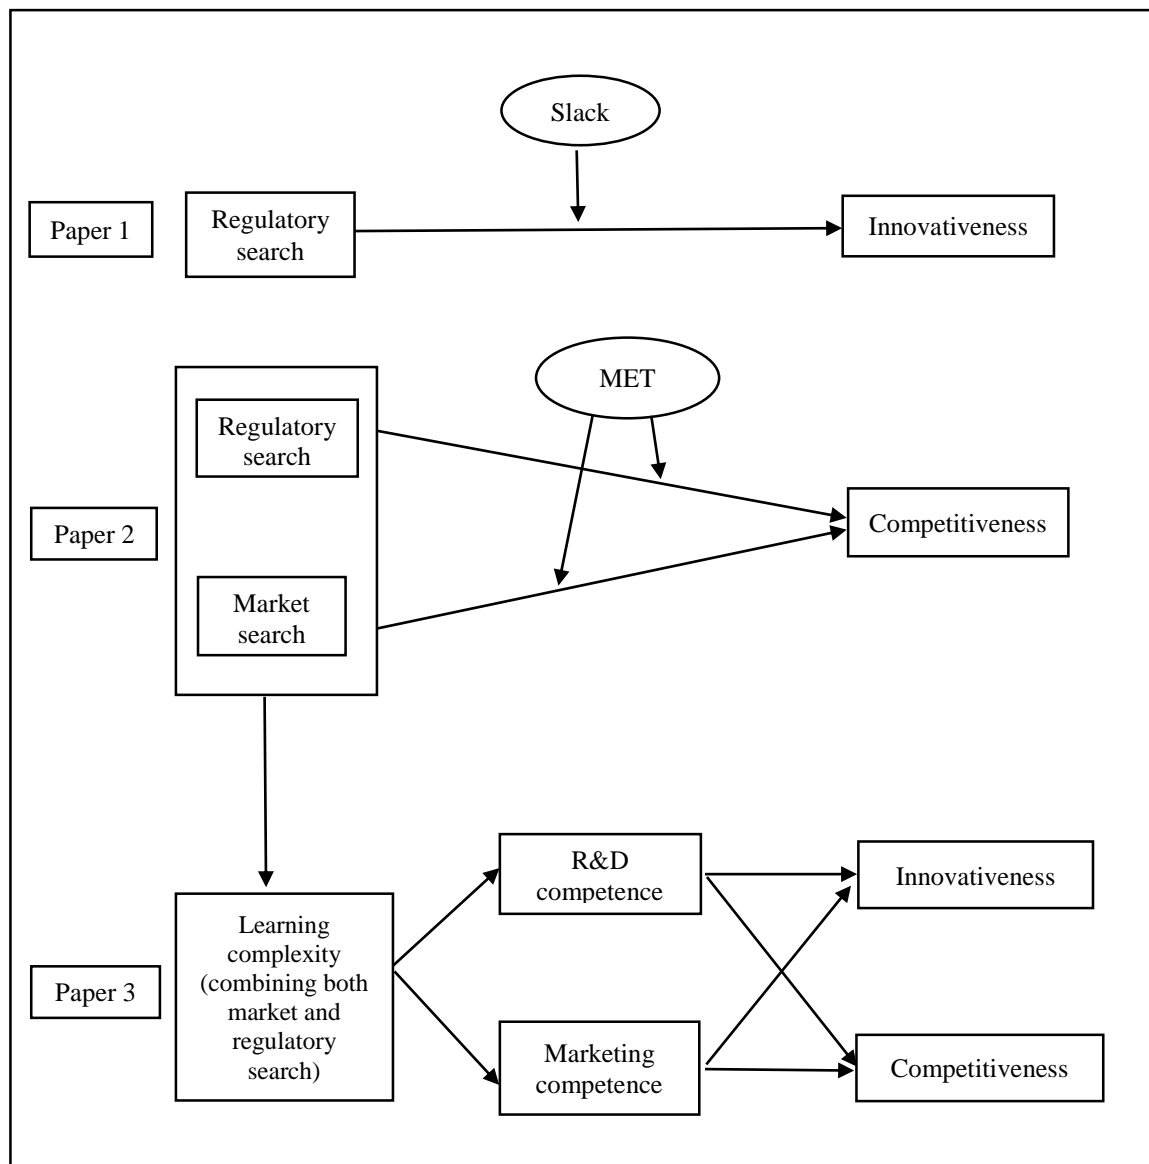 Slack
Paper 1
Regulatory
search
Innovativeness
MET
Paper 2
Regulatory
search
Market
search
Competitiveness
Paper 3
Learning
complexity
(combining both
market and
regulatory
search)
R&D
competence
Marketing
competence
Innovativeness
Competitiveness